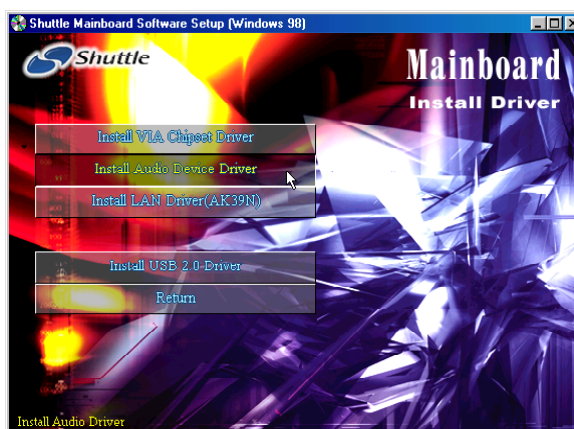 Shuttle Mainboard Software Setup (Windows 98)
Shuttle
Mainboard
Install Driver
Install VIA Chipset Driver
Install Audio Device Driver
Install LAN Driver(AK39N)
Install USB 2.0 Driver
Return
Install Audio Driver